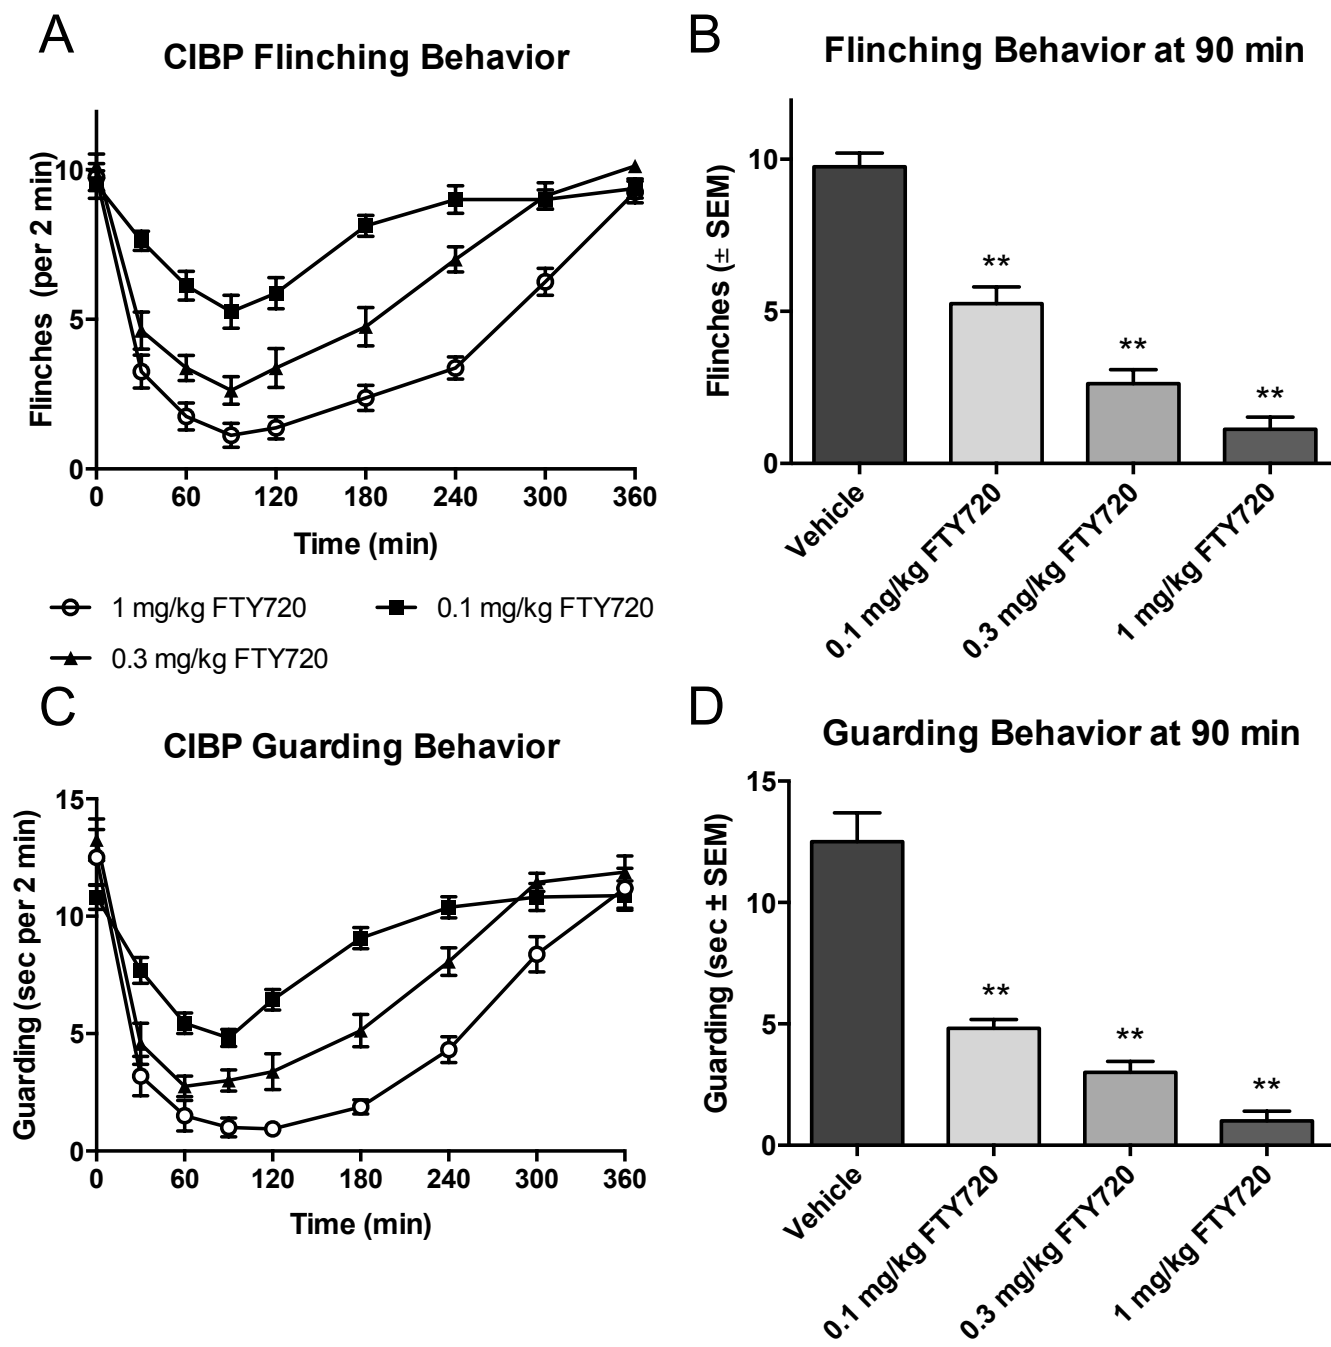 A
CIBP Flinching Behavior
Flinches (per 2 min)
10
5
0
0 60 120 180 240 300 360
Time (min)
1 mg/kg FTY720
0.1 mg/kg FTY720
0.3 mg/kg FTY720
B
Flinching Behavior at 90 min
Flinches (± SEM)
10
5
0
**
**
**
Vehicle
0.1 mg/kg FTY720
0.3 mg/kg FTY720
1 mg/kg FTY720
C
CIBP Guarding Behavior
Guarding (sec per 2 min)
15
10
5
0
0 60 120 180 240 300 360
Time (min)
D
Guarding Behavior at 90 min
Guarding (sec ± SEM)
15
10
5
0
**
**
**
Vehicle
0.1 mg/kg FTY720
0.3 mg/kg FTY720
1 mg/kg FTY720